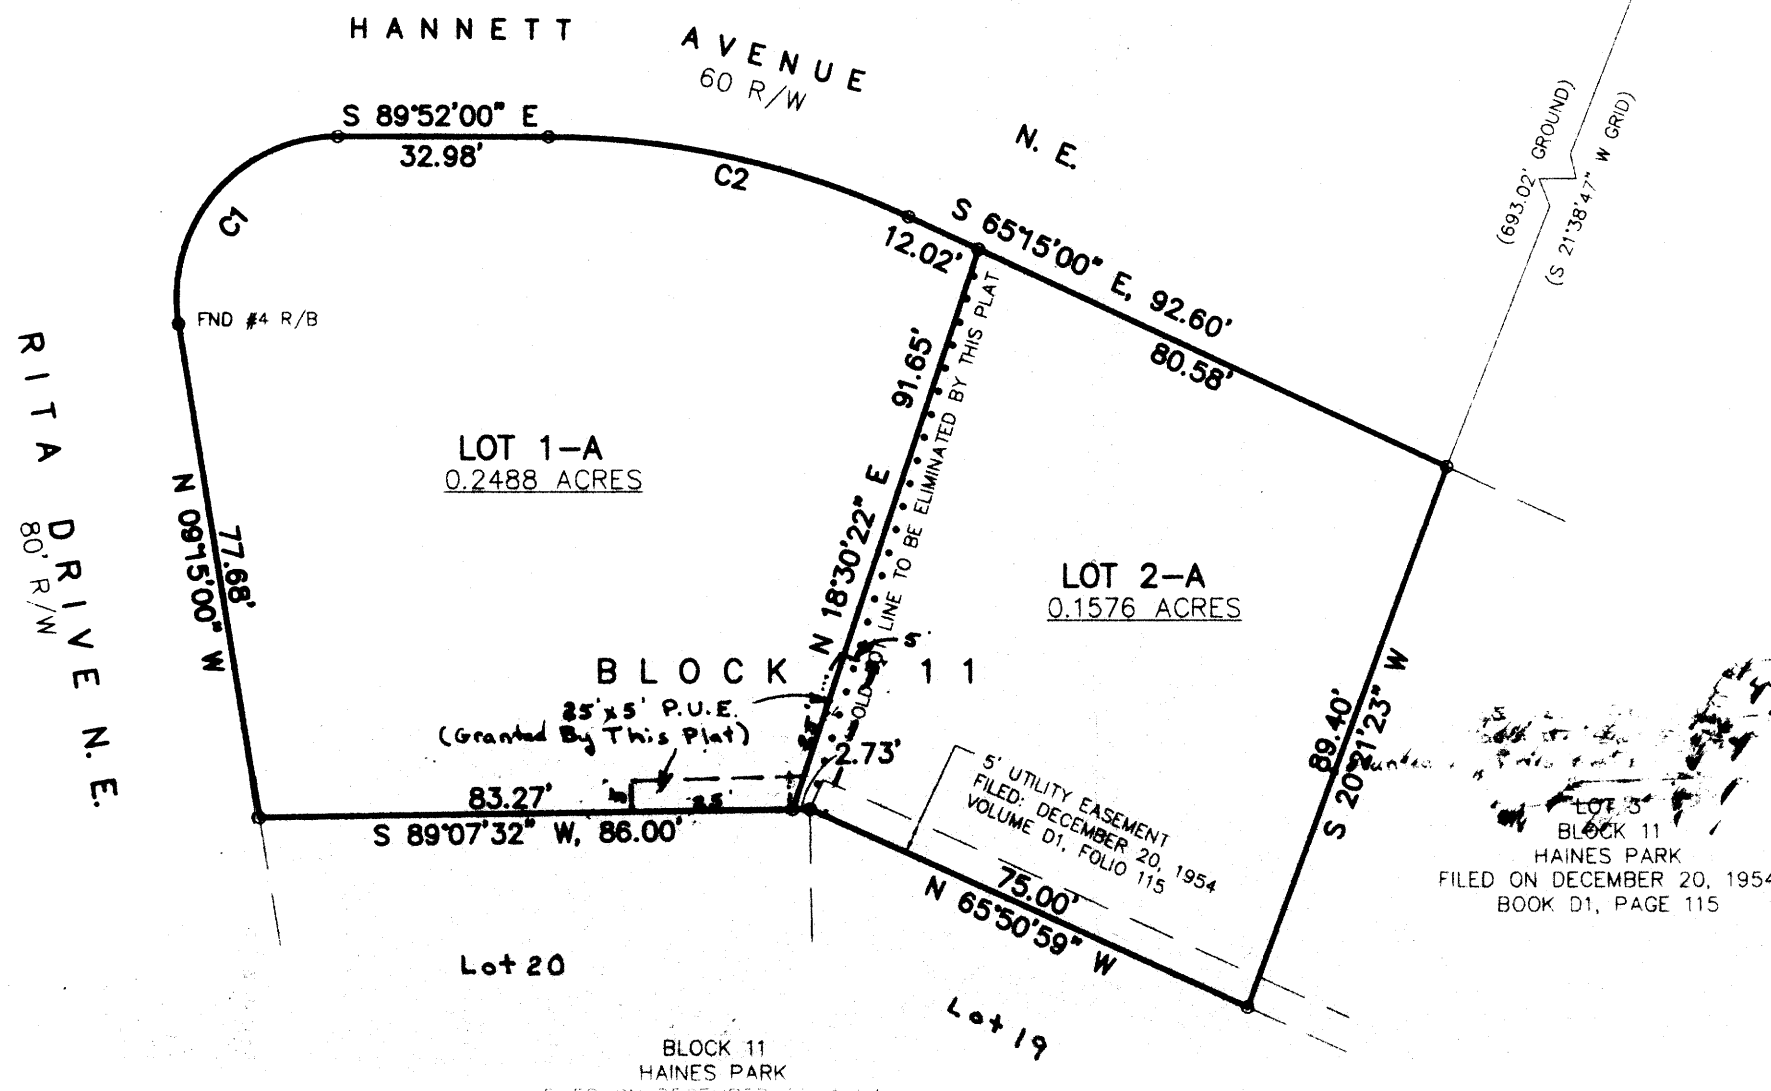 HANNETT AVENUE N. E.
60 R/W
S 89°52'00" E
32.98'
C2
S 65°15'00" E, 92.60'
12.02'
80.58'
(693.02' GROUND)
(S 21°38'47" W GRID)
FND #4 R/B
RITA DRIVE N.E.
80' R/W
N 09°15'00" W
77.68'
LOT 1-A
0.2488 ACRES
91.65'
N 18°30'22" E
OLD LOT LINE TO BE ELIMINATED BY THIS PLAT
LOT 2-A
0.1576 ACRES
BLOCK 11
5'
25'x5' P.U.E.
(Granted By This Plat)
25'
2.73'
83.27'
25'
S 89°07'32" W, 86.00'
5' UTILITY EASEMENT
FILED: DECEMBER 20, 1954
VOLUME D1, FOLIO 115
75.00'
N 65°50'59" W
89.40'
S 20°21'23" W
LOT 3
BLOCK 11
HAINES PARK
FILED ON DECEMBER 20, 1954
BOOK D1, PAGE 115
Lot 20
Lot 19
BLOCK 11
HAINES PARK